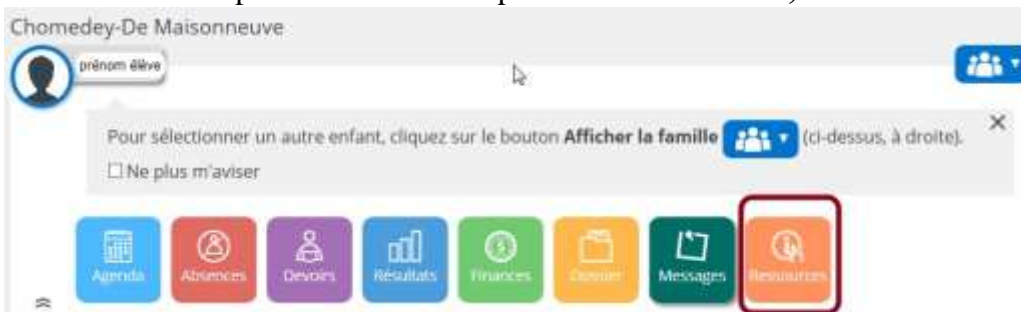 Chomedey-De Maisonneuve
prénom élève
Pour sélectionner un autre enfant, cliquez sur le bouton Afficher la famille (ci-dessus, à droite).
Ne plus m'aviser
Agenda Absences Devoirs Résultats Finances Dossier Messages Ressources